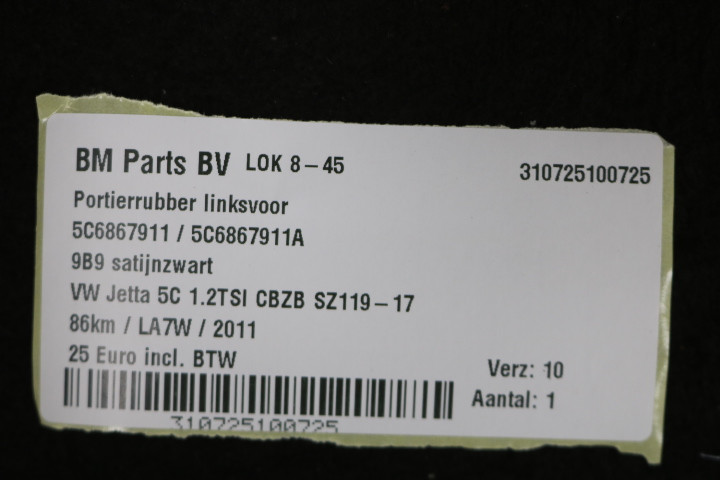 BM Parts BV LOK 8-45
310725100725
Portierrubber linksvoor
5C6867911 / 5C6867911A
9B9 satijnzwart
VW Jetta 5C 1.2TSI CBZB SZ119-17
86km / LA7W / 2011
25 Euro incl. BTW
Verz: 10
Aantal: 1
310725100725